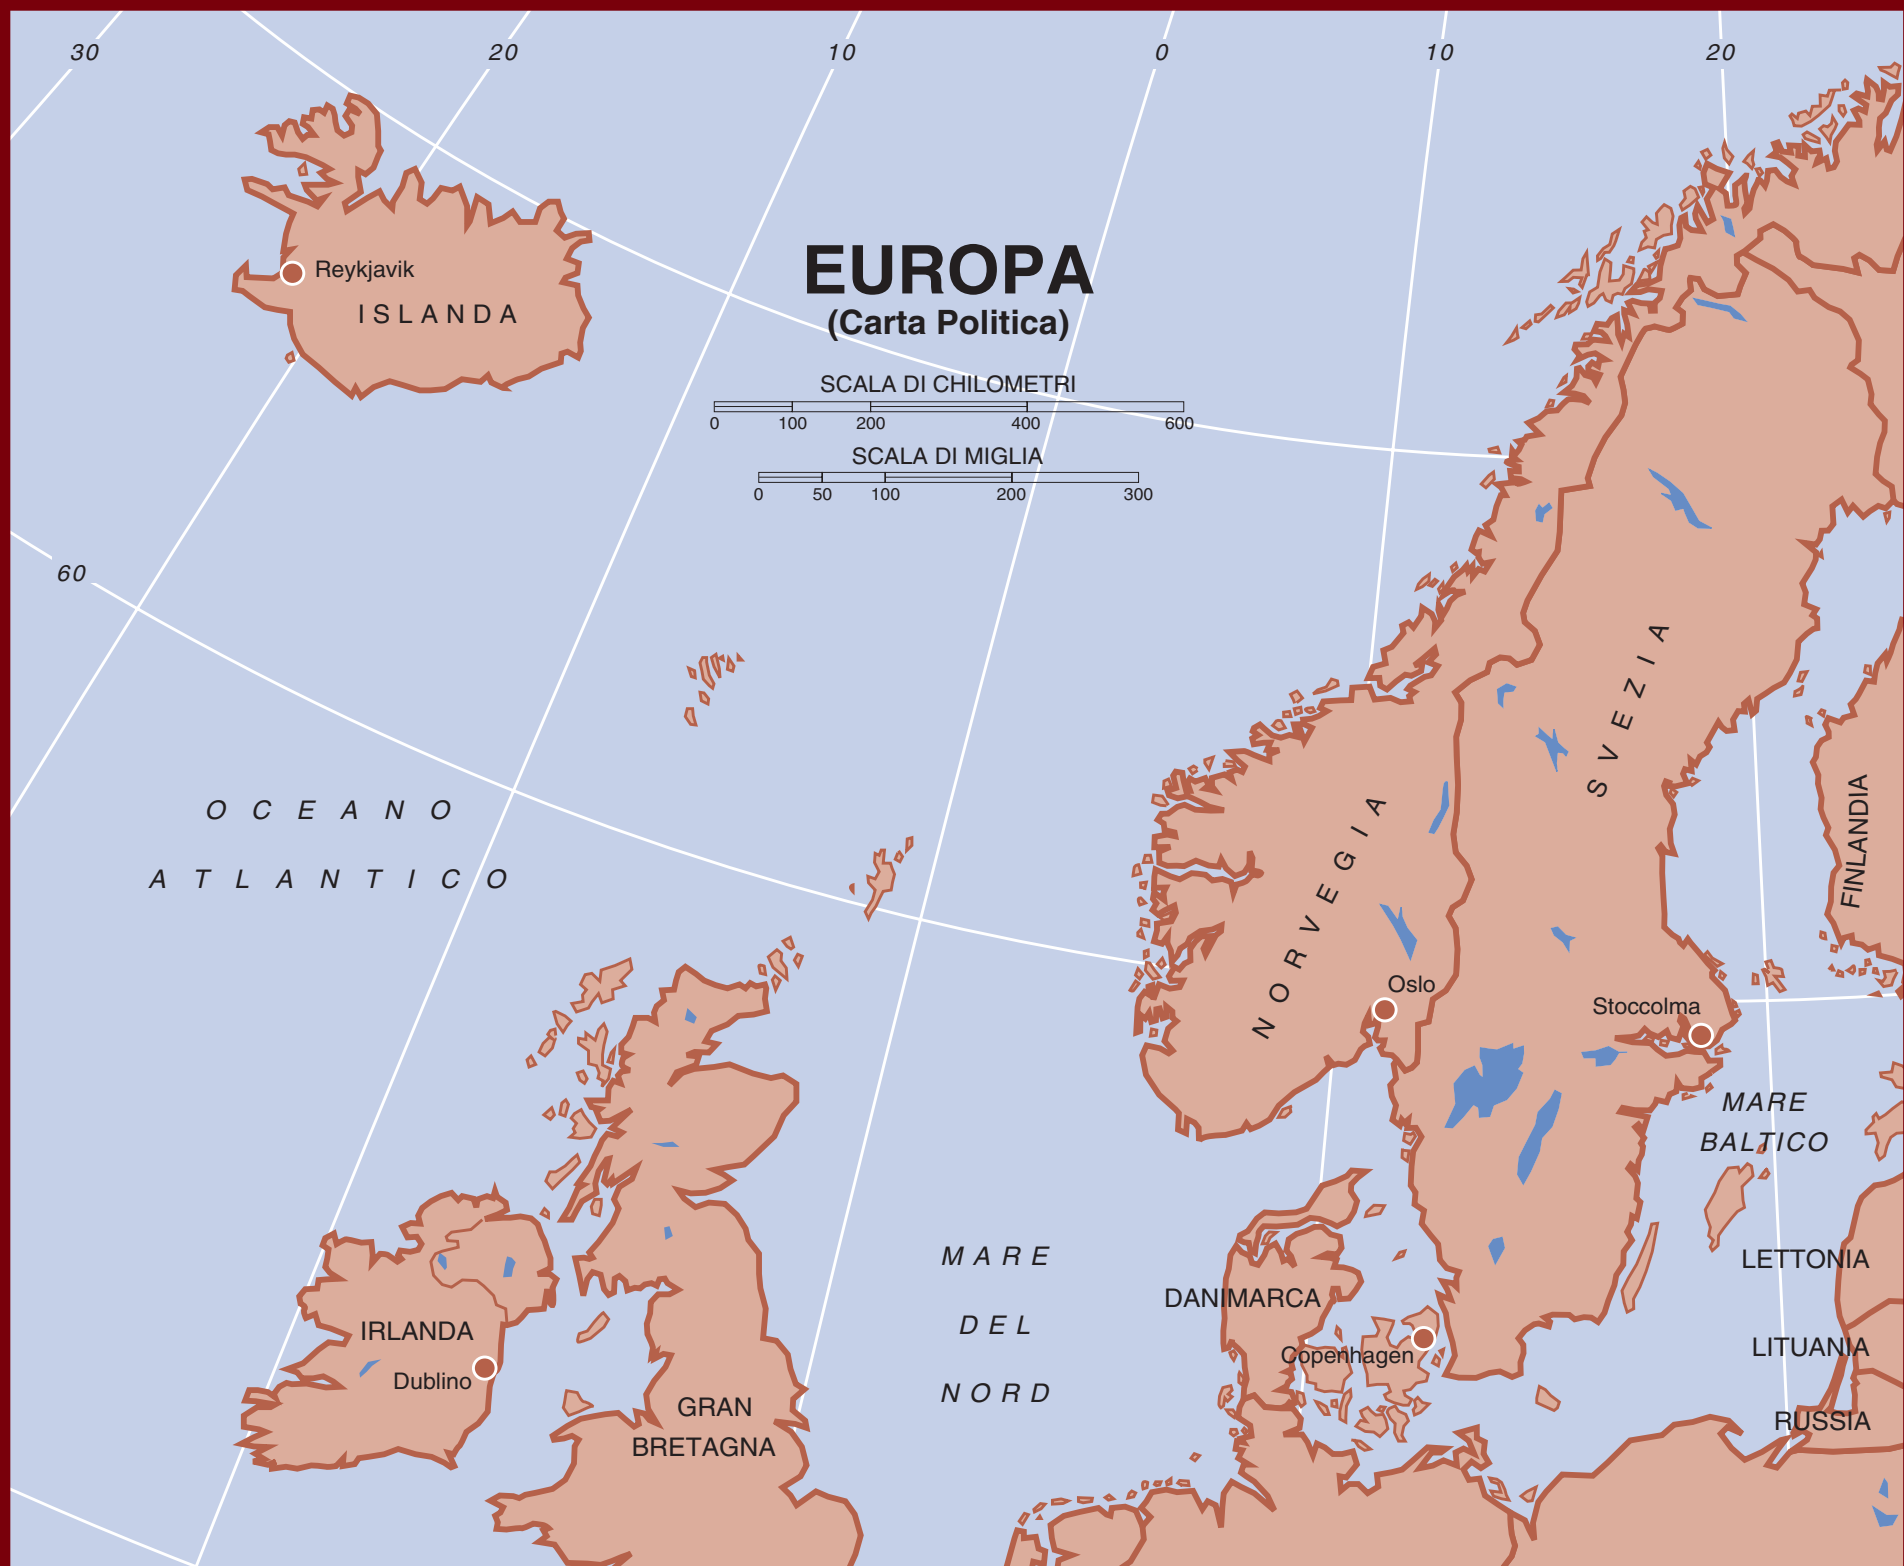 30
20
10
0
10
20
EUROPA
(Carta Politica)
Reykjavik
ISLANDA
SCALA DI CHILOMETRI
0 100 200 400 600
SCALA DI MIGLIA
0 50 100 200 300
60
OCEANO
ATLANTICO
SVEZIA
NORVEGIA
FINLANDIA
Oslo
Stoccolma
MARE
BALTICO
MARE
DEL
NORD
LETTONIA
DANIMARCA
LITUANIA
Copenhagen
IRLANDA
Dublino
GRAN
BRETAGNA
RUSSIA